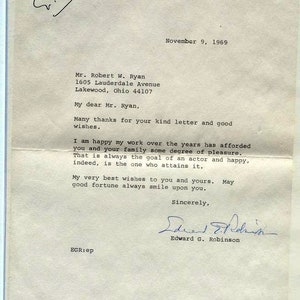 November 9, 1969
Mr. Robert W. Ryan
1605 Lauderdale Avenue
Lakewood, Ohio 44107
My dear Mr. Ryan.
Many thanks for your kind letter and good
wishes.
I am happy my work over the years has afforded
you and your family some degree of pleasure.
That is always the goal of an actor and happy,
indeed, is the one who attains it.
My very best wishes to you and yours. May
good fortune always smile upon you.
Sincerely,
Edward G. Robinson
Edward G. Robinson
EGR:ep